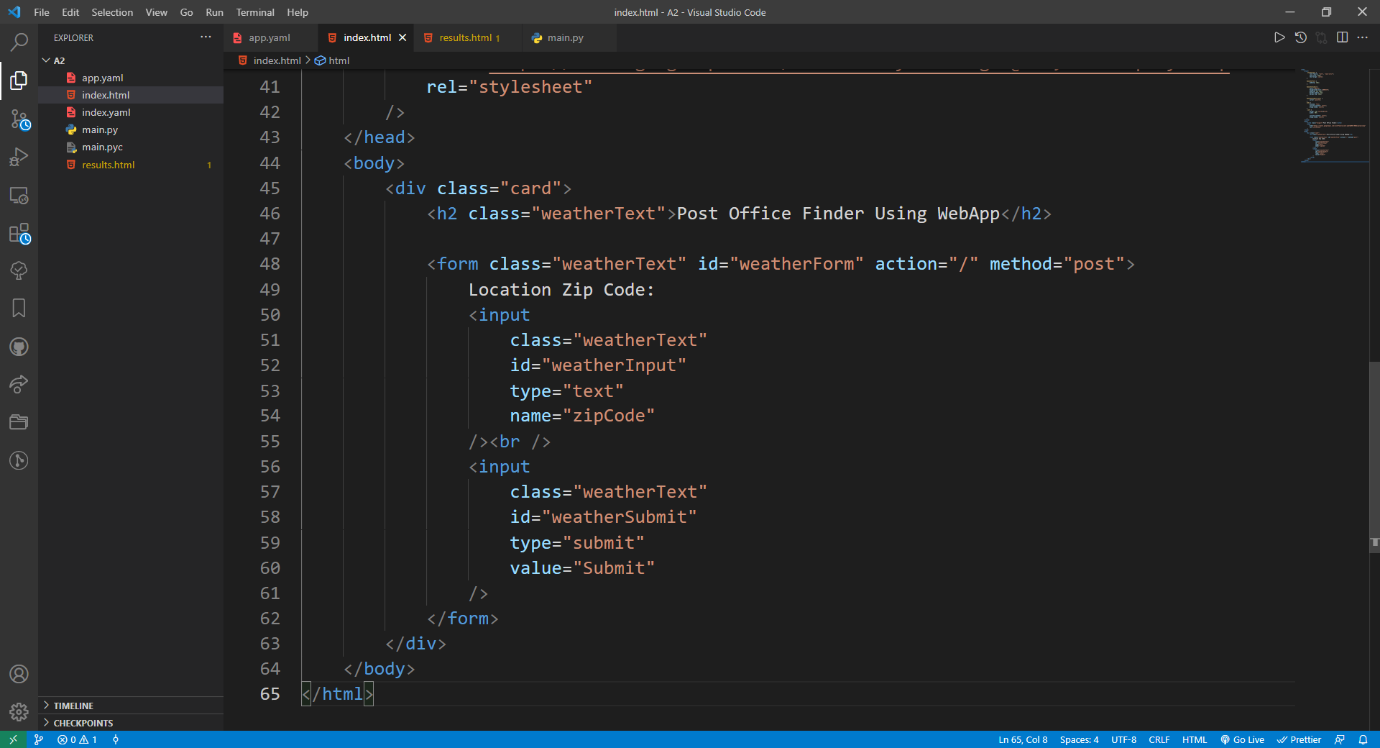 File Edit Selection View Go Run Terminal Help
index.html - A2 - Visual Studio Code
EXPLORER
A2
app.yaml
index.html
index.yaml
main.py
main.pyc
results.html 1
TIMELINE
CHECKPOINTS
app.yaml index.html results.html 1 main.py
index.html > html
41 rel="stylesheet"
42 />
43 </head>
44 <body>
45 <div class="card">
46 <h2 class="weatherText">Post Office Finder Using WebApp</h2>
47
48 <form class="weatherText" id="weatherForm" action="/" method="post">
49 Location Zip Code:
50 <input
51 class="weatherText"
52 id="weatherInput"
53 type="text"
54 name="zipCode"
55 /><br />
56 <input
57 class="weatherText"
58 id="weatherSubmit"
59 type="submit"
60 value="Submit"
61 />
62 </form>
63 </div>
64 </body>
65 </html>
0 1
Ln 65, Col 8 Spaces: 4 UTF-8 CRLF HTML Go Live Prettier